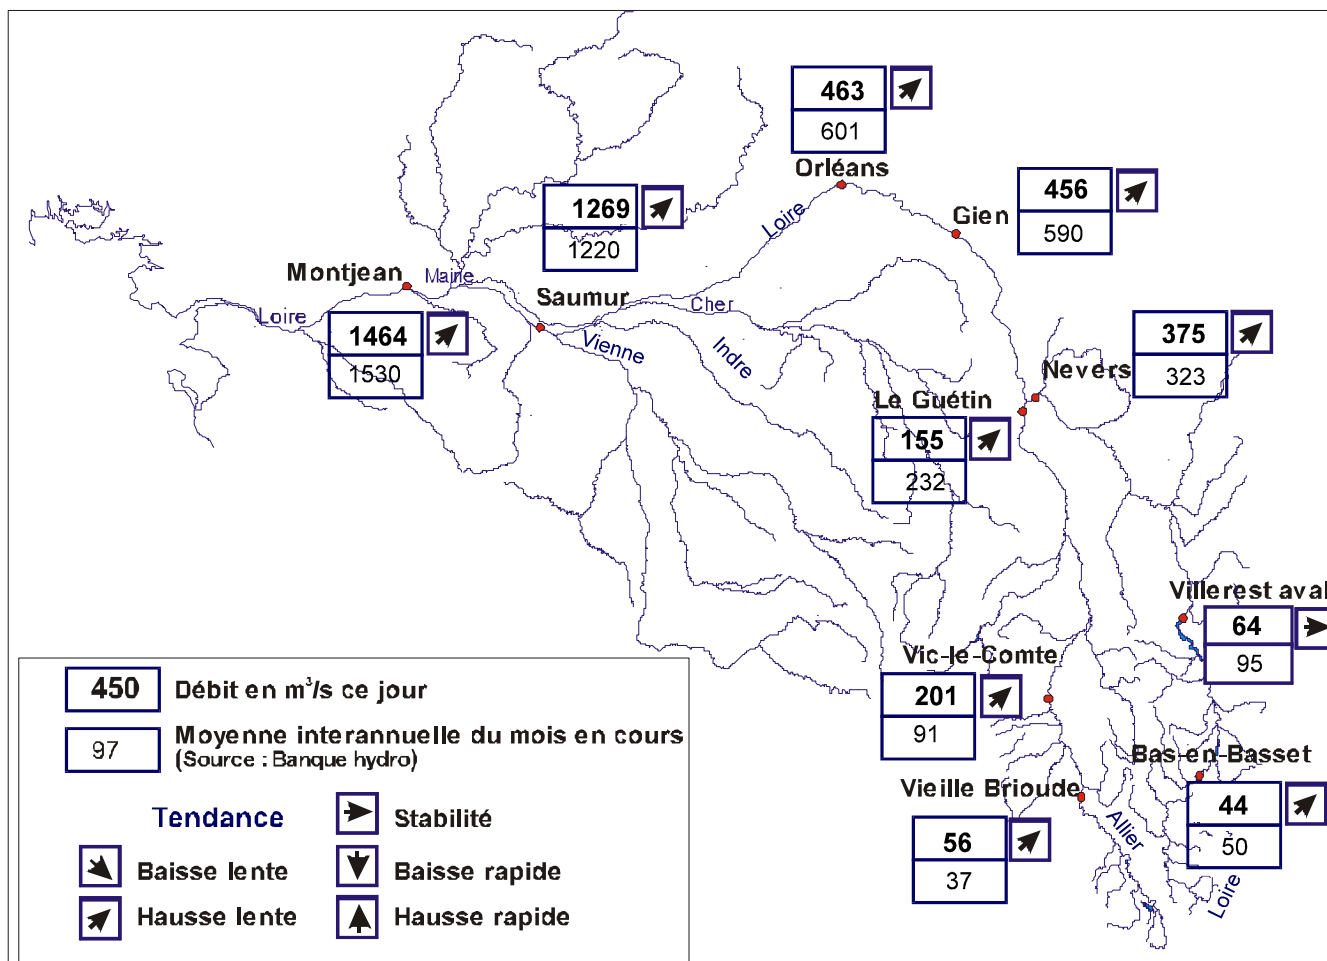 463
601
Orléans
456
590
Gien
Loire
1269
1220
Montjean
Maine
Saumur
Cher
Loire
1464
1530
Vienne
Indre
375
323
Nevers
Le Guétin
155
232
Villerest aval
64
95
Vic-le-Comte
201
91
Bas-en-Basset
44
50
Vieille Brioude
56
37
Allier
Loire
450
Débit en m³/s ce jour
97
Moyenne interannuelle du mois en cours
(Source : Banque hydro)
Tendance
Stabilité
Baisse lente
Baisse rapide
Hausse lente
Hausse rapide